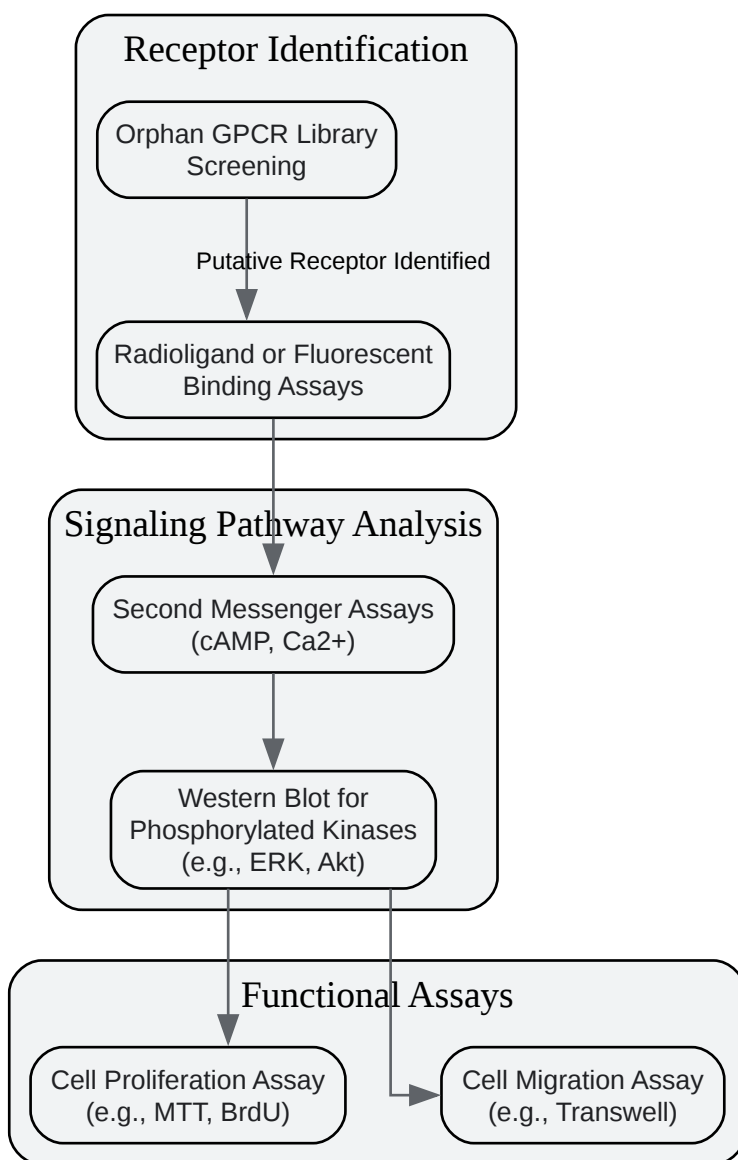 Receptor Identification
Orphan GPCR Library
Screening
Putative Receptor Identified
Radioligand or Fluorescent
Binding Assays
Signaling Pathway Analysis
Second Messenger Assays
(cAMP, Ca2+)
Western Blot for
Phosphorylated Kinases
(e.g., ERK, Akt)
Functional Assays
Cell Proliferation Assay
(e.g., MTT, BrdU)
Cell Migration Assay
(e.g., Transwell)